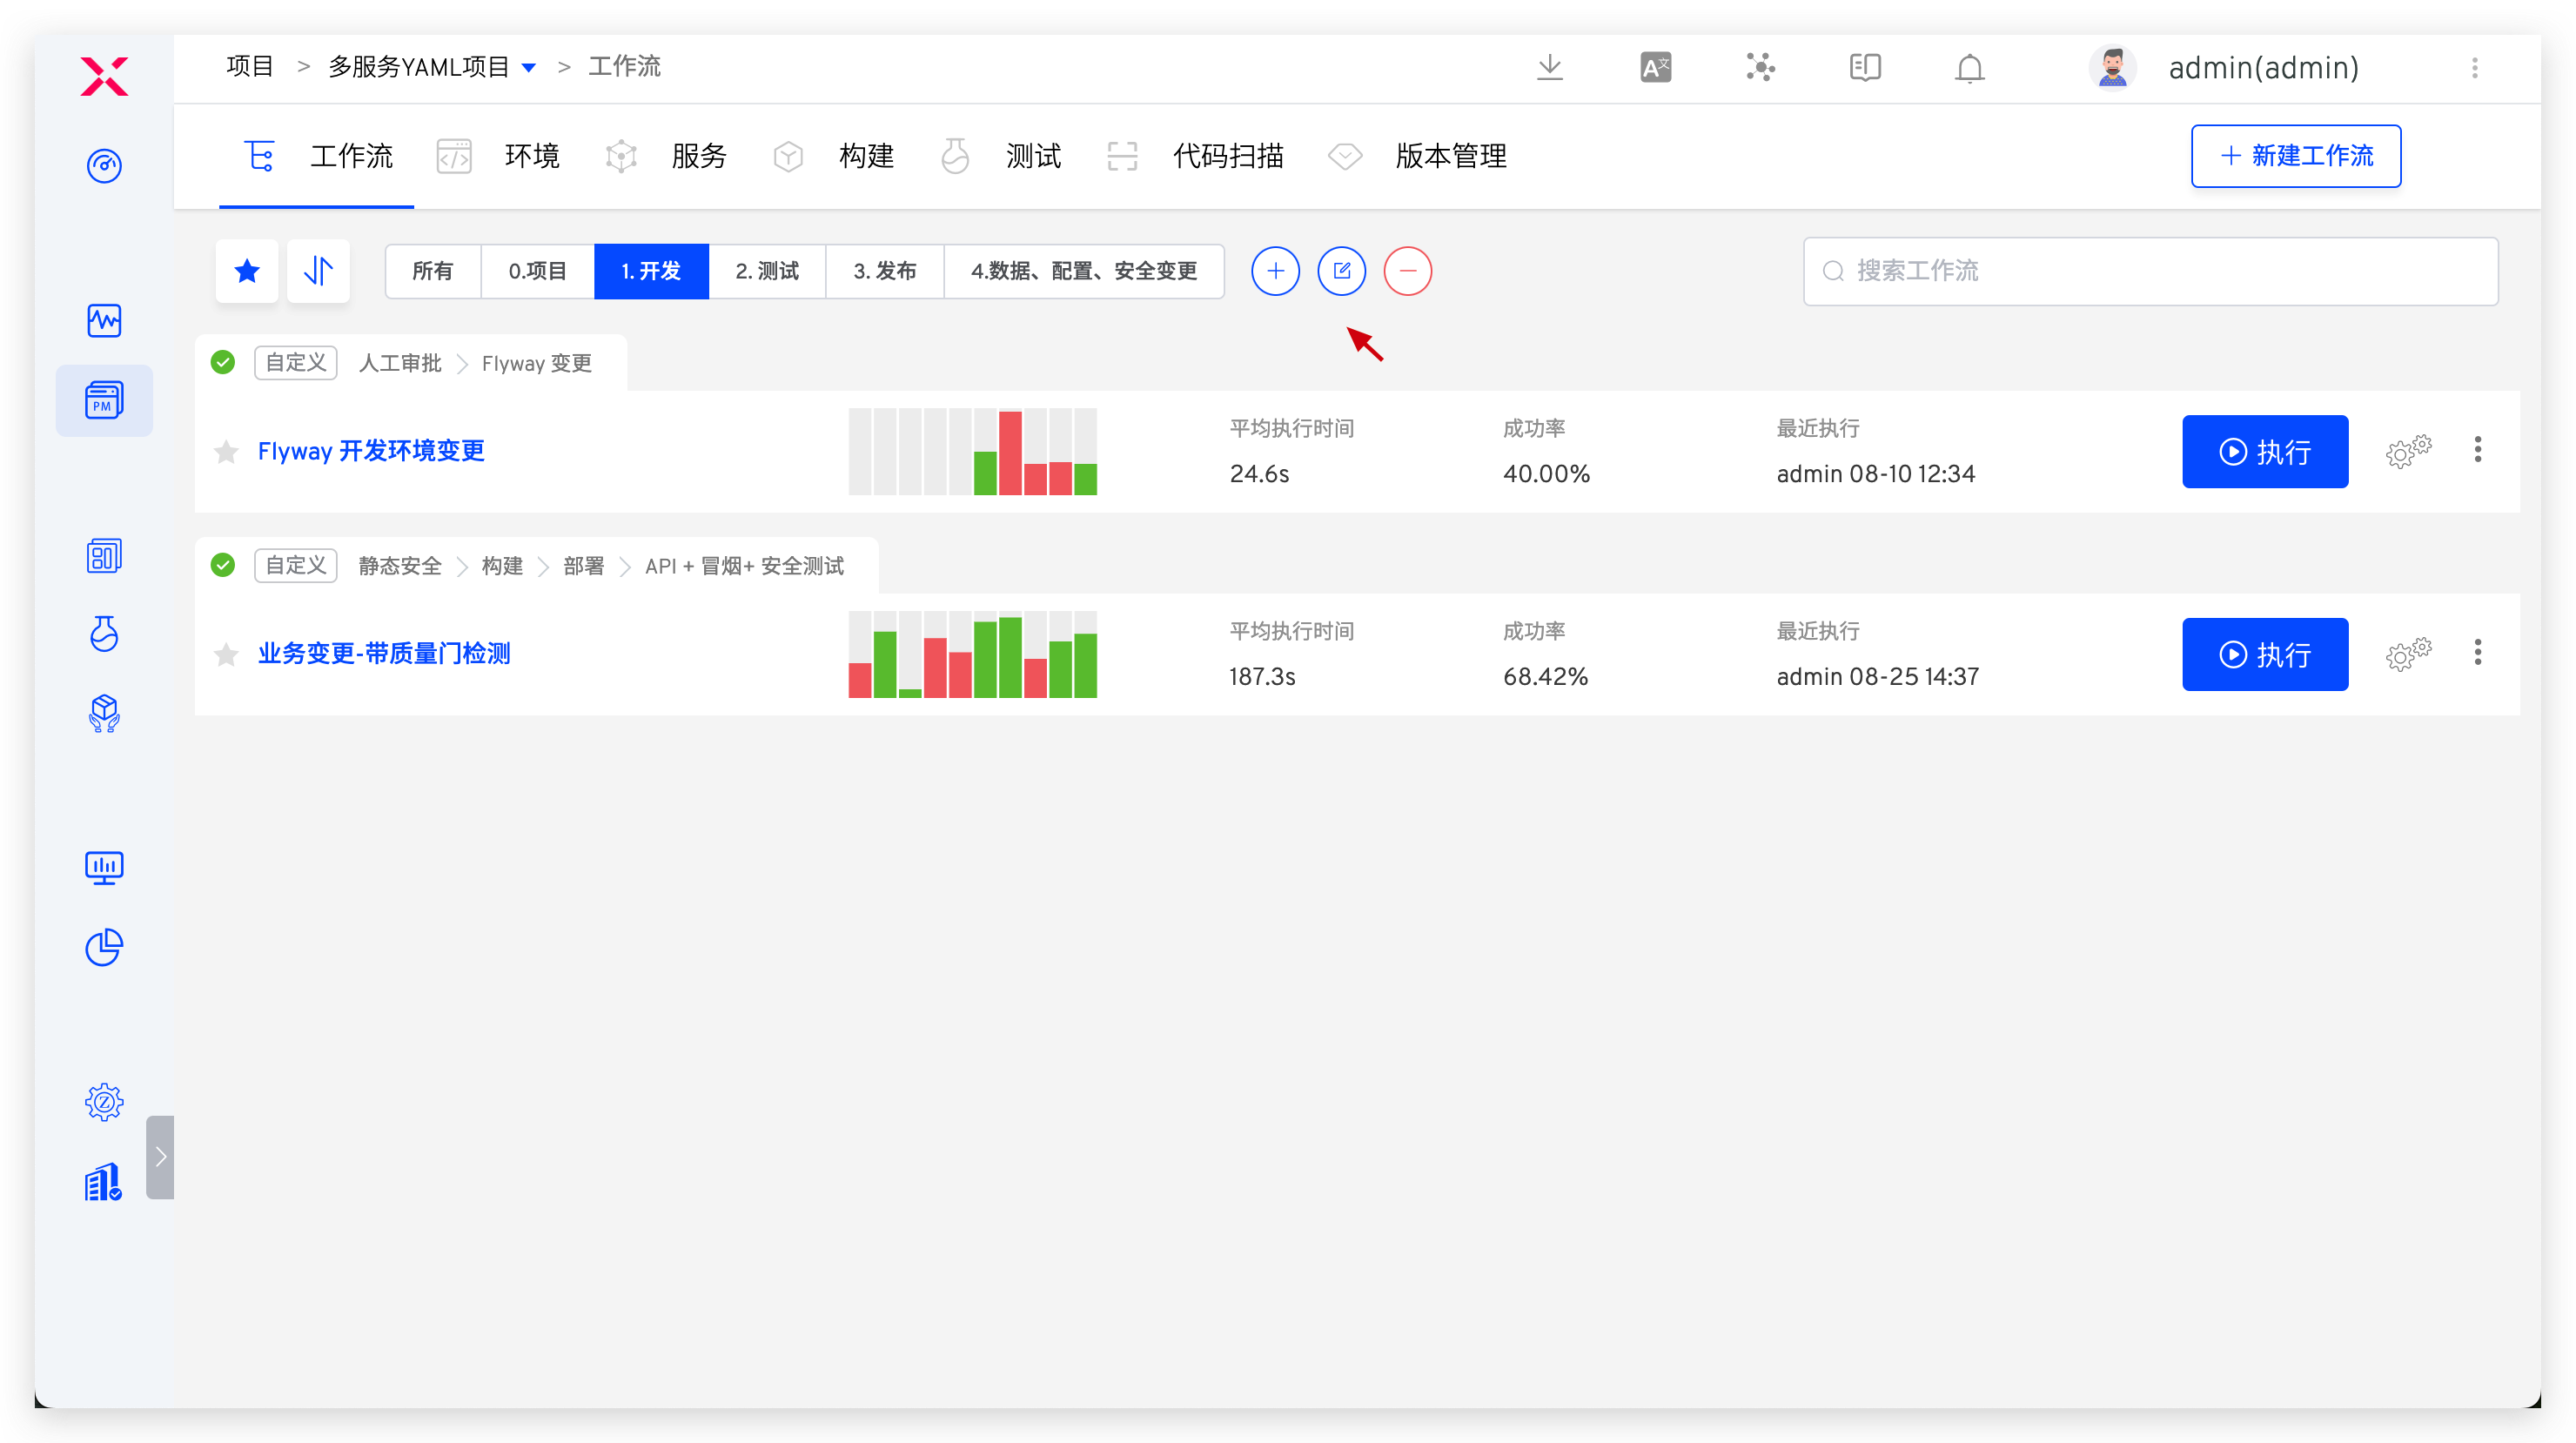 项目 > 多服务YAML项目 > 工作流
A文
admin(admin)
工作流 环境 服务 构建 测试 代码扫描 版本管理
+ 新建工作流
所有 0.项目 1. 开发 2. 测试 3. 发布 4.数据、配置、安全变更
搜索工作流
PM
自定义 人工审批 Flyway 变更
Flyway 开发环境变更
平均执行时间 成功率 最近执行
24.6s 40.00% admin 08-10 12:34
执行
自定义 静态安全 构建 部署 API + 冒烟+ 安全测试
业务变更-带质量门检测
平均执行时间 成功率 最近执行
187.3s 68.42% admin 08-25 14:37
执行
Z